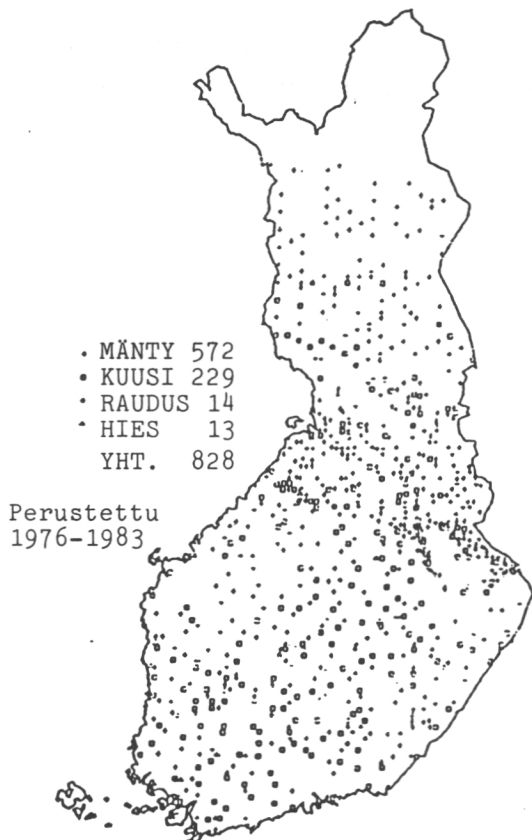 MÄNTY 572
KUUSI 229
RAUDUS 14
HIES 13
YHT. 828
Perustettu
1976-1983